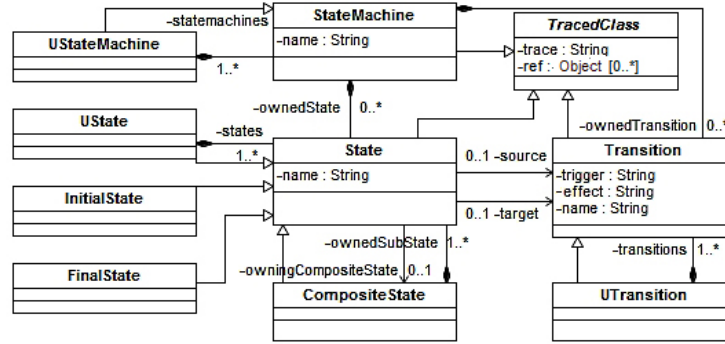 StateMachine
-name : String
-statemachines
UStateMachine
1..*
TracedClass
-trace : String
-ref : Object [0..*]
-ownedState 0..*
-ownedTransition 0..*
UState
-states
1..*
State
-name : String
0..1 -source
0..1 -target
Transition
-trigger : String
-effect : String
-name : String
InitialState
FinalState
-ownedSubState 1..*
-owningCompositeState 0..1
CompositeState
-transitions 1..*
UTransition